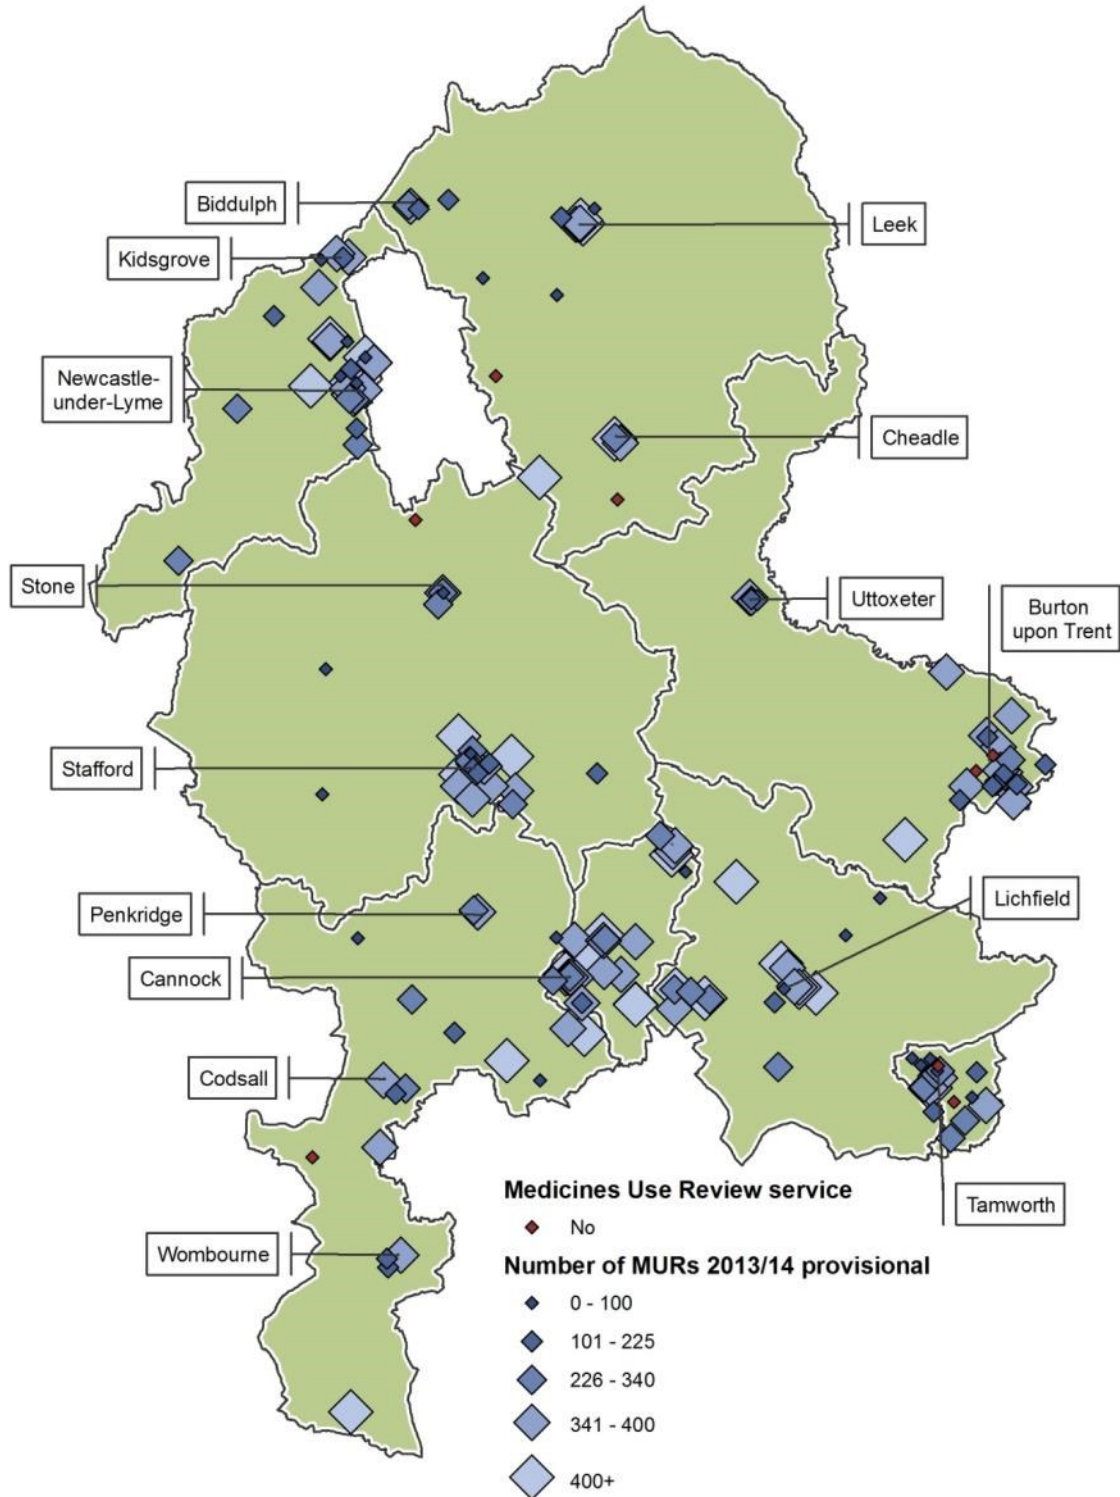 Biddulph
Leek
Kidsgrove
Newcastle-
under-Lyme
Cheadle
Stone
Uttoxeter
Burton
upon Trent
Stafford
Penkridge
Lichfield
Cannock
Codsall
Tamworth
Wombourne
Medicines Use Review service
No
Number of MURs 2013/14 provisional
0 - 100
101 - 225
226 - 340
341 - 400
400+